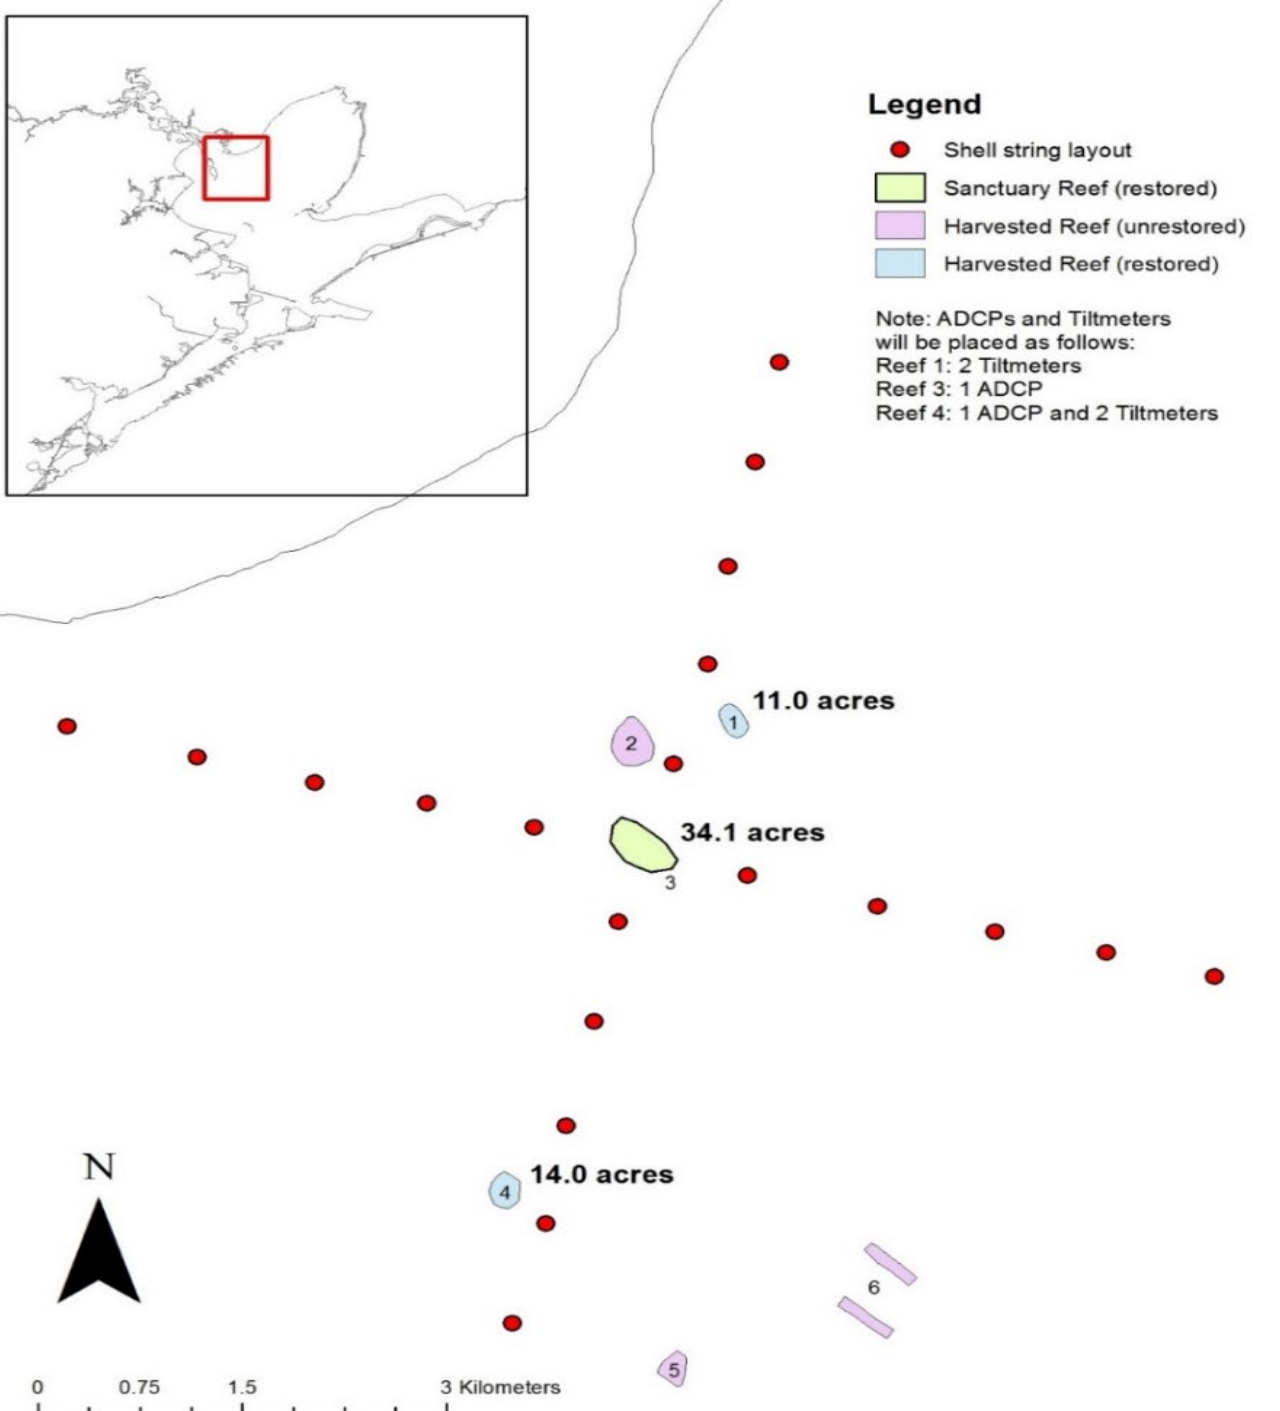 Legend
Shell string layout
Sanctuary Reef (restored)
Harvested Reef (unrestored)
Harvested Reef (restored)
Note: ADCPs and Tiltmeters
will be placed as follows:
Reef 1: 2 Tiltmeters
Reef 3: 1 ADCP
Reef 4: 1 ADCP and 2 Tiltmeters
11.0 acres
1
2
34.1 acres
3
N
14.0 acres
4
6
5
0 0.75 1.5 3 Kilometers